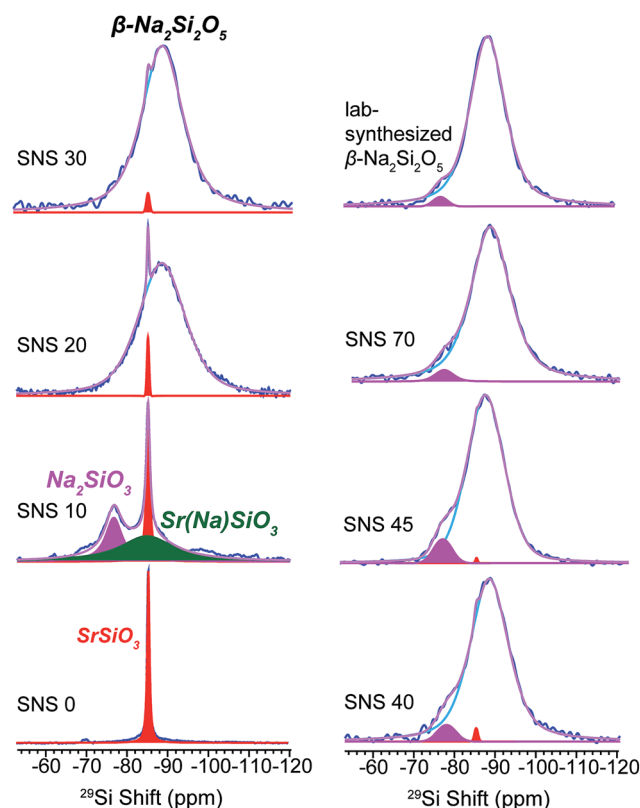 β-Na₂Si₂O₅
SNS 30
SNS 20
Na₂SiO₃
SNS 10
Sr(Na)SiO₃
SrSiO₃
SNS 0
-60 -70 -80 -90 -100 -110 -120
²⁹Si Shift (ppm)
lab-
synthesized
β-Na₂Si₂O₅
SNS 70
SNS 45
SNS 40
-60 -70 -80 -90 -100 -110 -120
²⁹Si Shift (ppm)